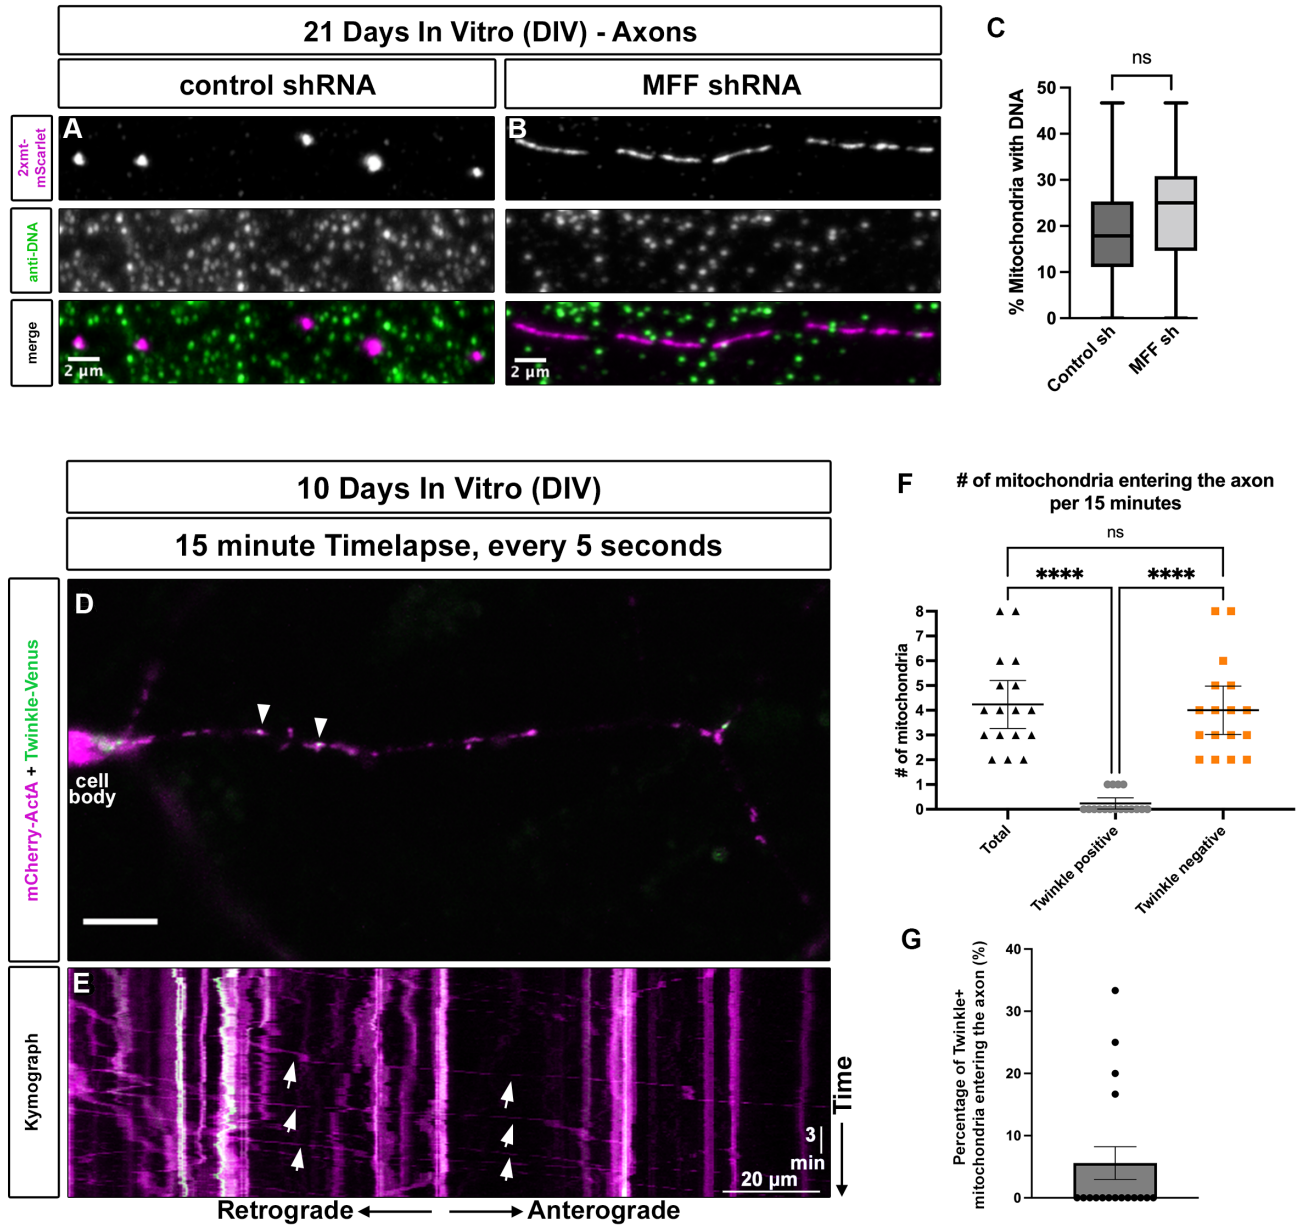 21 Days In Vitro (DIV) - Axons
control shRNA
MFF shRNA
2xmt-
mScarlet
anti-DNA
merge
A
B
2 μm
2 μm
C
ns
% Mitochondria with DNA
50
40
30
20
10
0
Control sh
MFF sh
10 Days In Vitro (DIV)
15 minute Timelapse, every 5 seconds
mCherry-ActA + Twinkle-Venus
D
cell
body
Kymograph
E
3
min
20 μm
Time
Retrograde
Anterograde
F
# of mitochondria entering the axon
per 15 minutes
ns
****
****
# of mitochondria
8
7
6
5
4
3
2
1
0
Total
Twinkle positive
Twinkle negative
G
Percentage of Twinkle+
mitochondria entering the axon (%)
40
30
20
10
0